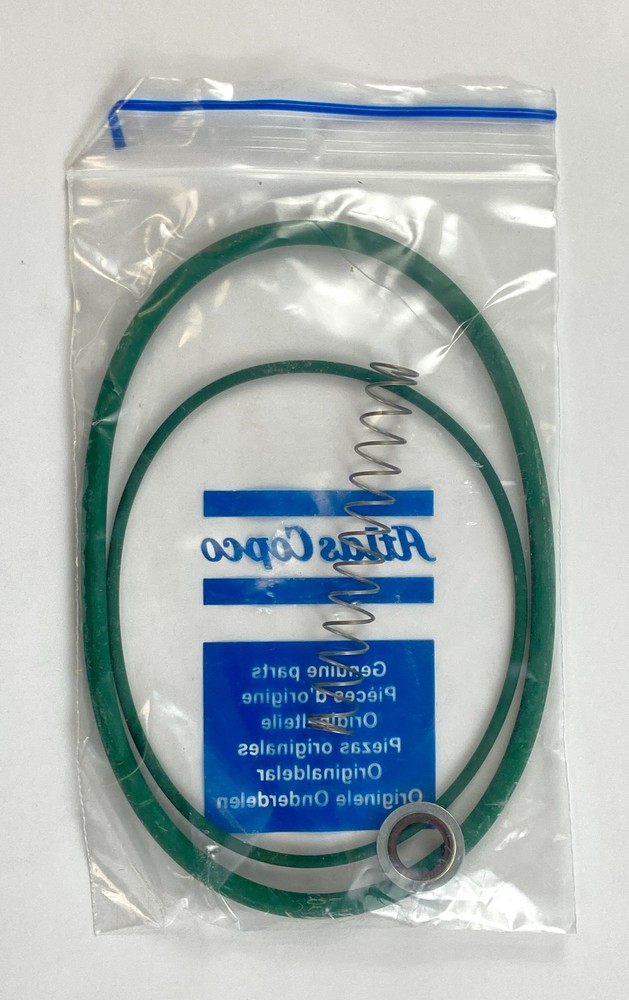 Atlas Copco
Genuine parts
Pièces d'origine
Originalteile
Piezas originales
Originaldelar
Originele Onderdelen